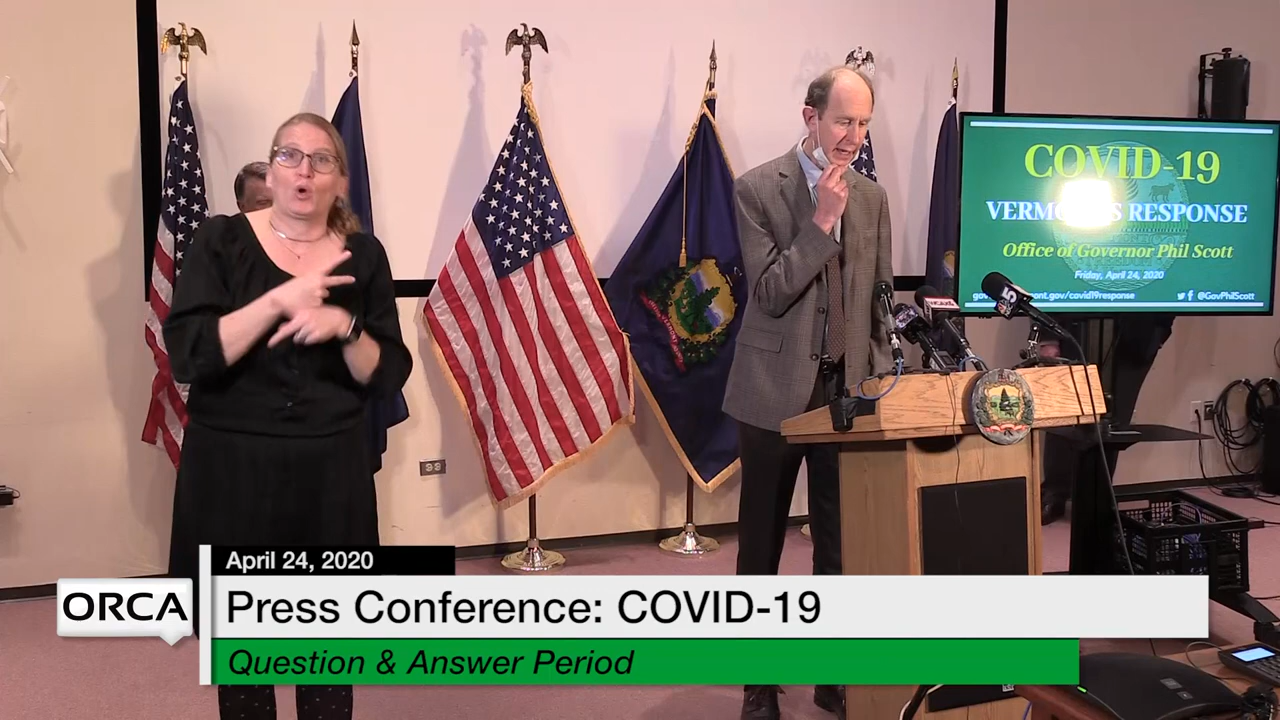 COVID-19
RESPONSE
Office of Governor Phil Scott
Friday, April 24, 2020
@GovPhilScott
5
April 24, 2020
ORCA
Press Conference: COVID-19
Question & Answer Period